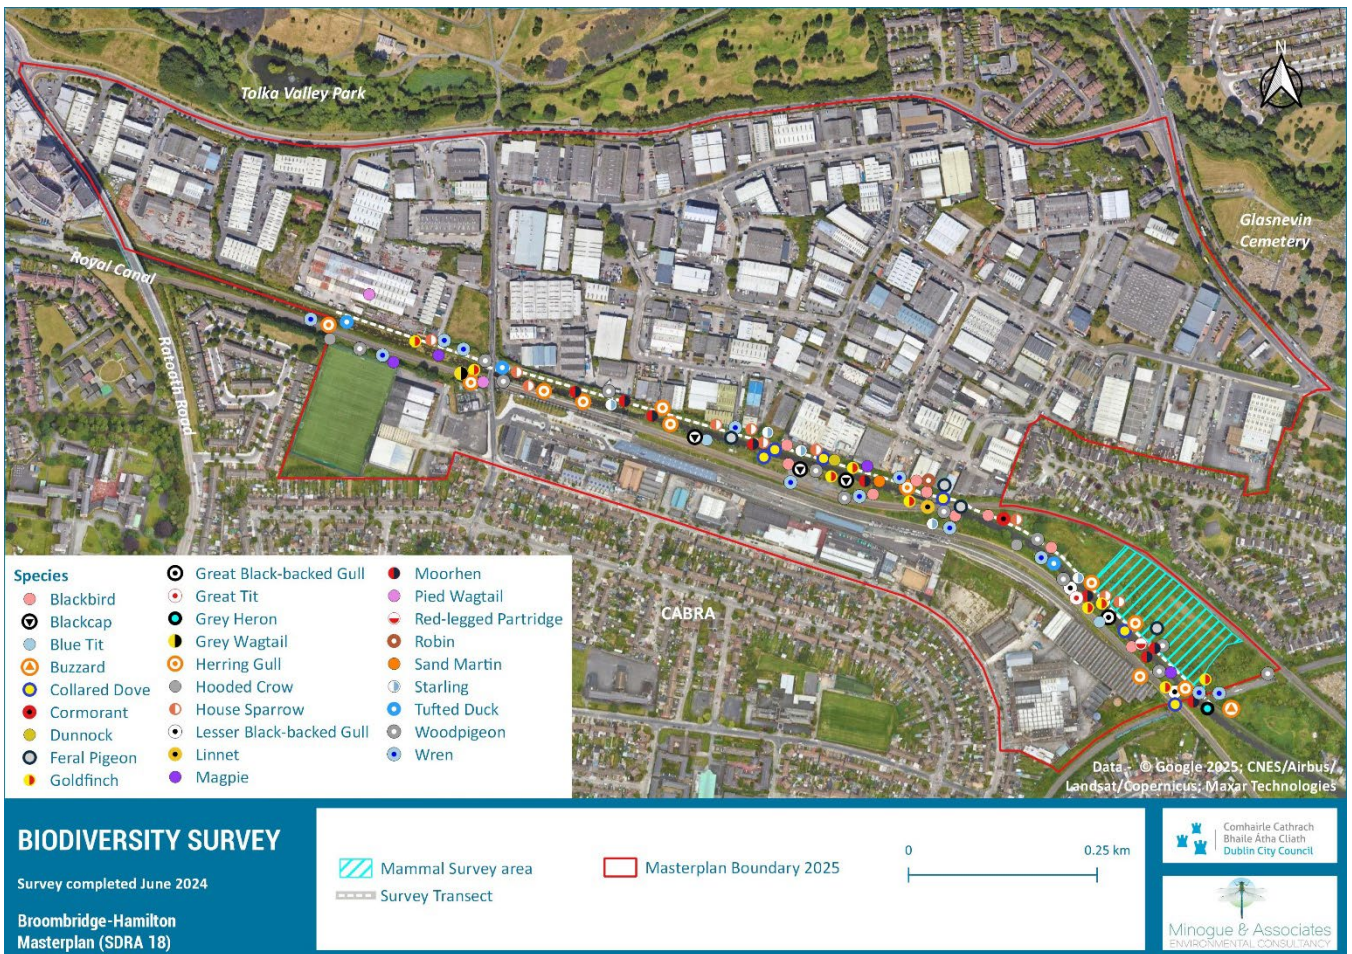 Tolka Valley Park
N
Glasnevin
Cemetery
Royal Canal
Ratoath Road
CABRA
Species
Blackbird
Blackcap
Blue Tit
Buzzard
Collared Dove
Cormorant
Dunnock
Feral Pigeon
Goldfinch
Great Black-backed Gull
Great Tit
Grey Heron
Grey Wagtail
Herring Gull
Hooded Crow
House Sparrow
Lesser Black-backed Gull
Linnet
Magpie
Moorhen
Pied Wagtail
Red-legged Partridge
Robin
Sand Martin
Starling
Tufted Duck
Woodpigeon
Wren
Data - © Google 2025; CNES/Airbus/
Landsat/Copernicus; Maxar Technologies
BIODIVERSITY SURVEY
Survey completed June 2024
Broombridge-Hamilton
Masterplan (SDRA 18)
Mammal Survey area
Survey Transect
Masterplan Boundary 2025
0 0.25 km
Comhairle Cathrach
Bhaile Átha Cliath
Dublin City Council
Minogue & Associates
ENVIRONMENTAL CONSULTANCY